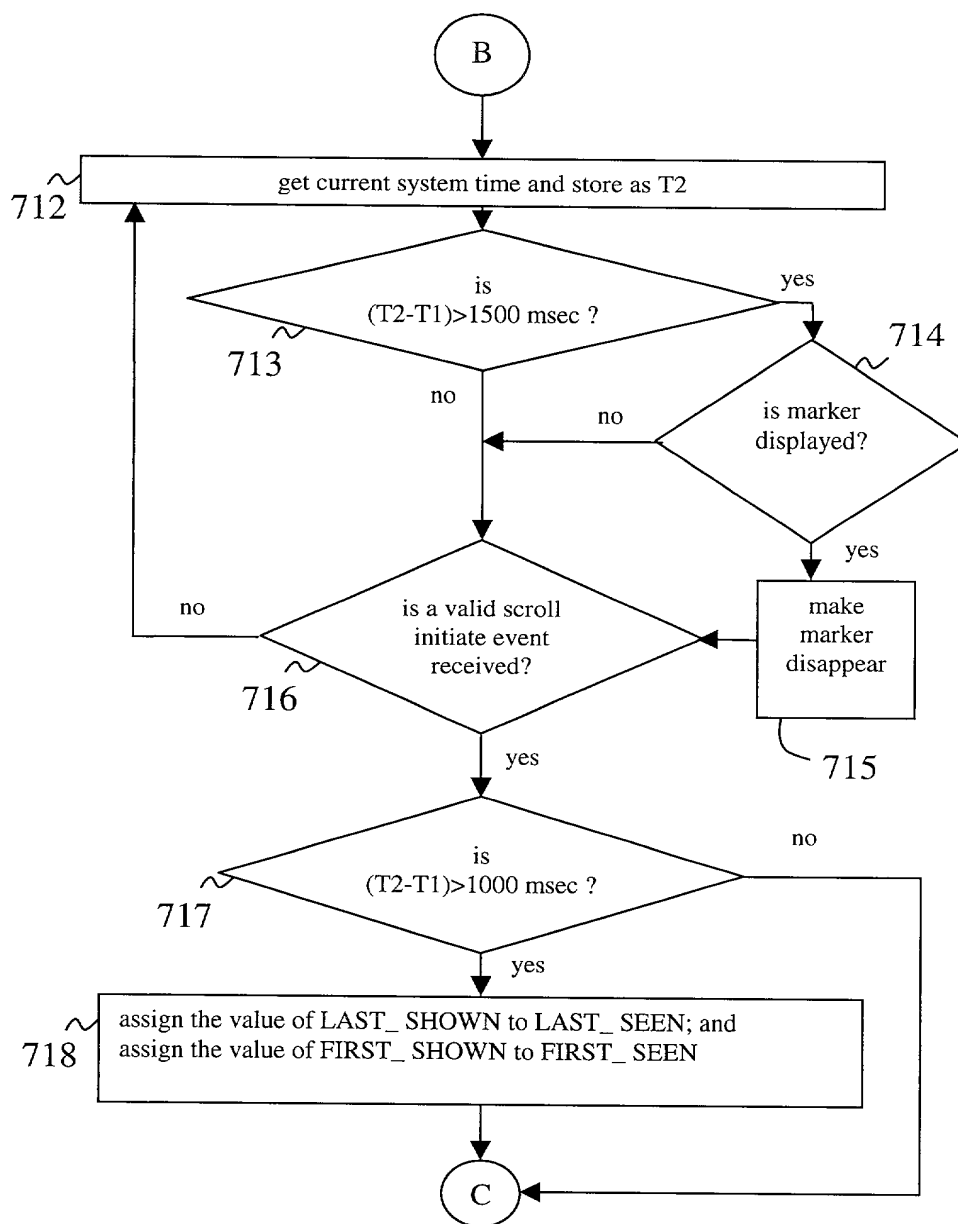 B
get current system time and store as T2
712
is
(T2-T1)>1500 msec ?
yes
713
714
no
no
is marker
displayed?
yes
no
is a valid scroll
initiate event
received?
make
marker
disappear
716
715
yes
no
is
(T2-T1)>1000 msec ?
717
yes
assign the value of LAST_ SHOWN to LAST_ SEEN; and
assign the value of FIRST_ SHOWN to FIRST_ SEEN
718
C